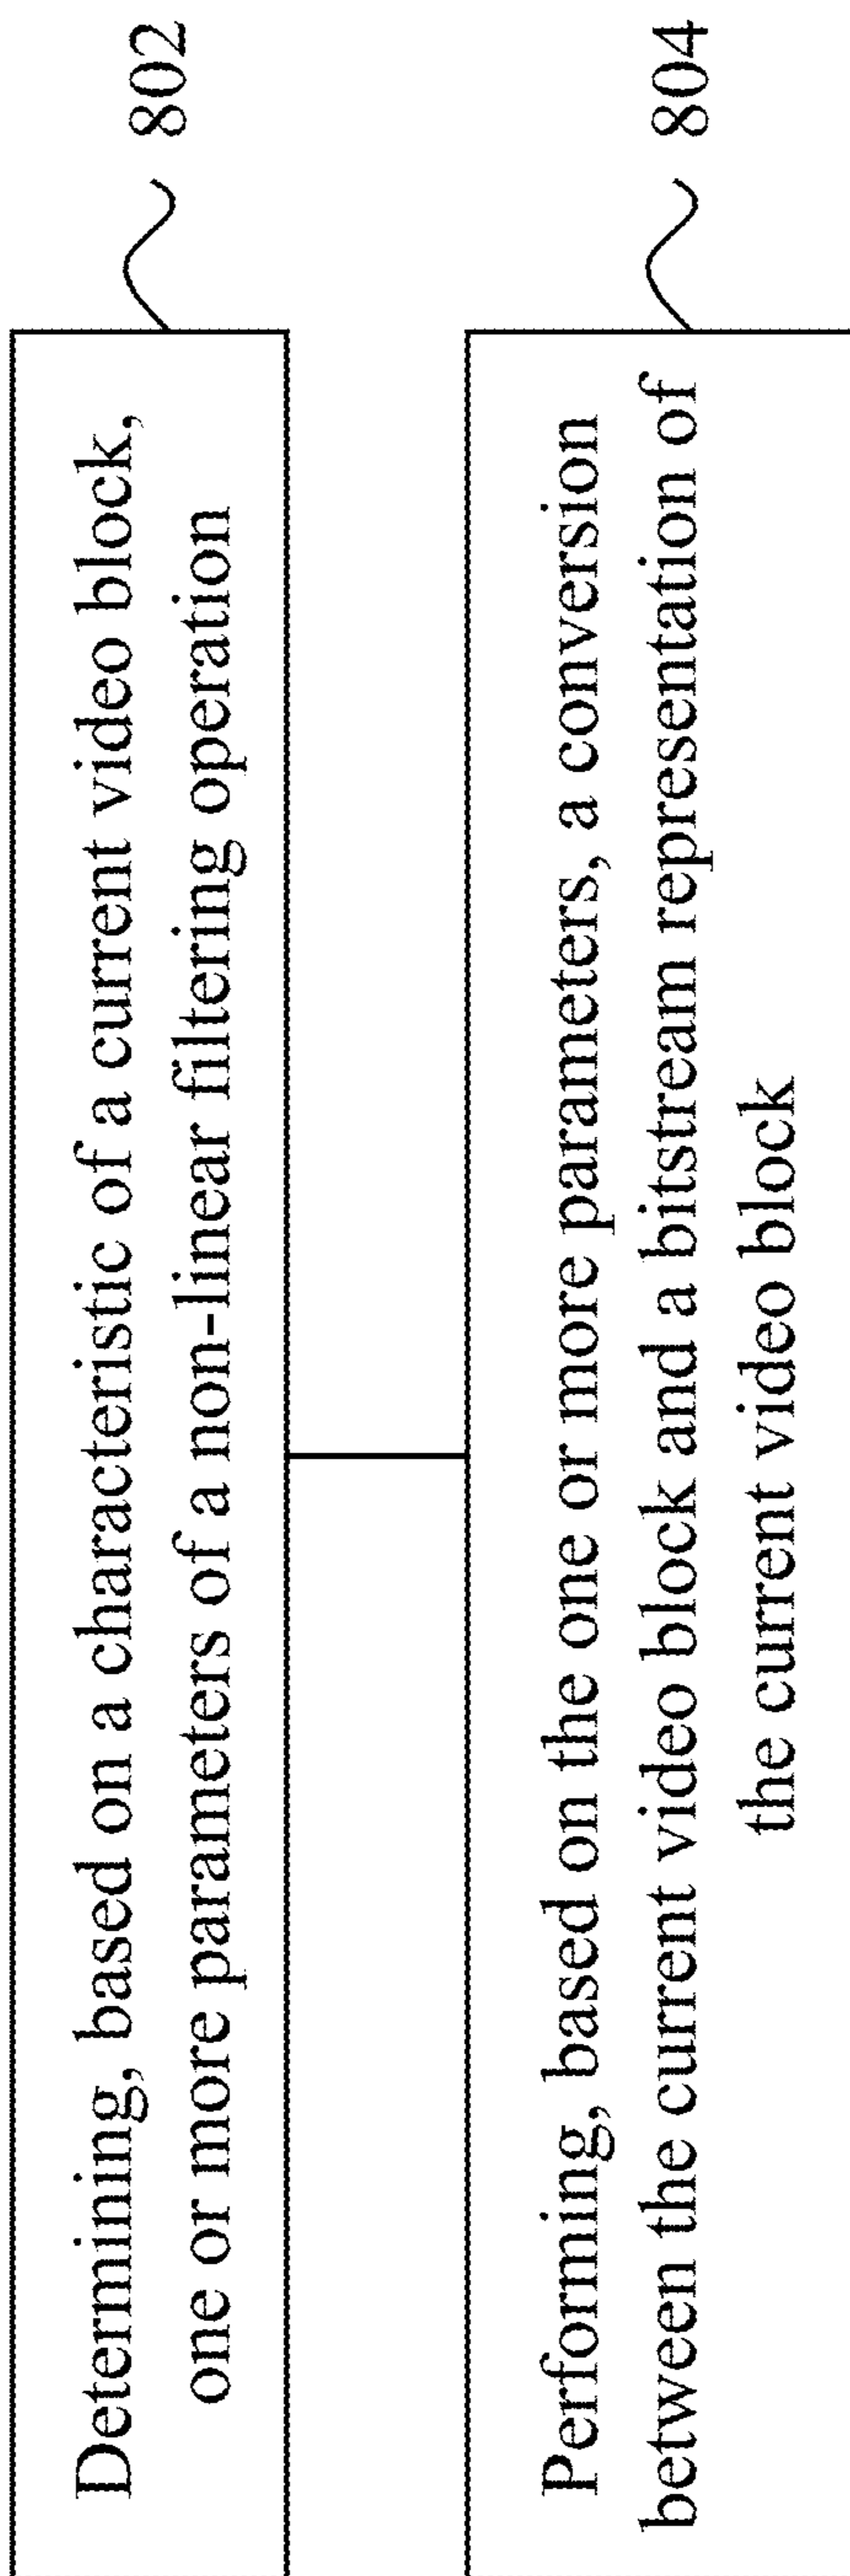 802
Determining, based on a characteristic of a current video block,
one or more parameters of a non-linear filtering operation
804
Performing, based on the one or more parameters, a conversion
between the current video block and a bitstream representation of
the current video block